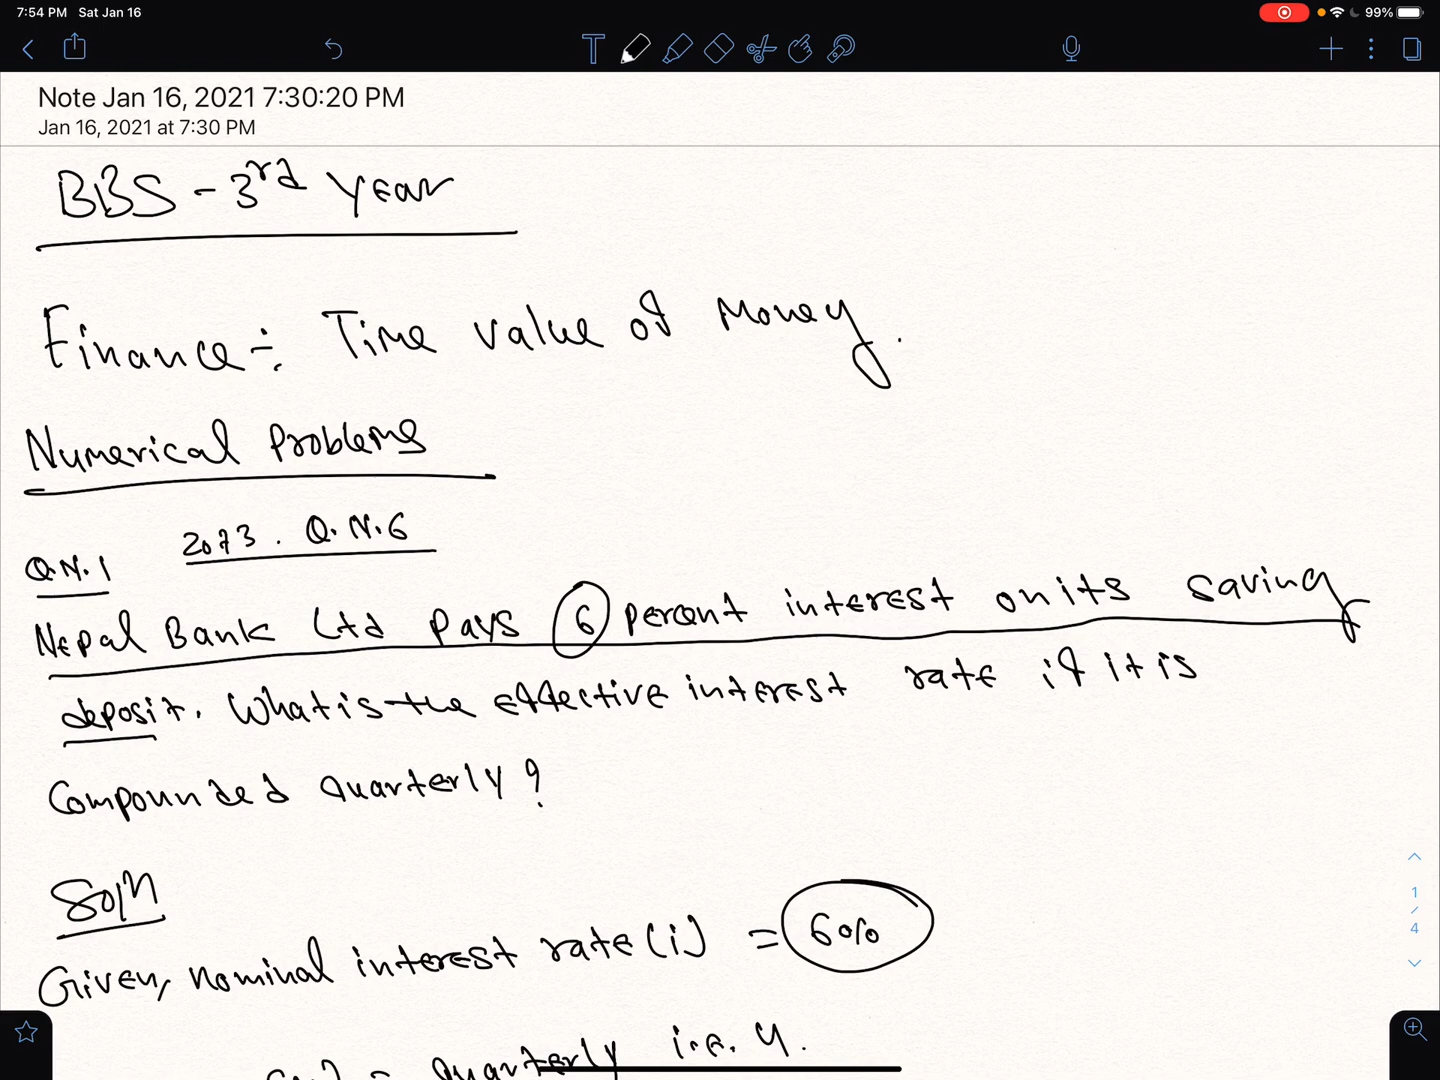 7:54 PM Sat Jan 16
99%
Note Jan 16, 2021 7:30:20 PM
Jan 16, 2021 at 7:30 PM
BBS - 3rd Year
Finance :- Time value of Money.
Numerical Problems
2073. Q.N.6
Q.N.1
Nepal Bank Ltd Pays 6 percent interest on its saving
deposit. What is the effective interest rate if it is
Compounded Quarterly?
Soln
Given, nominal interest rate (i) = 6%
= Quarterly i.e. 4.
1
/
4